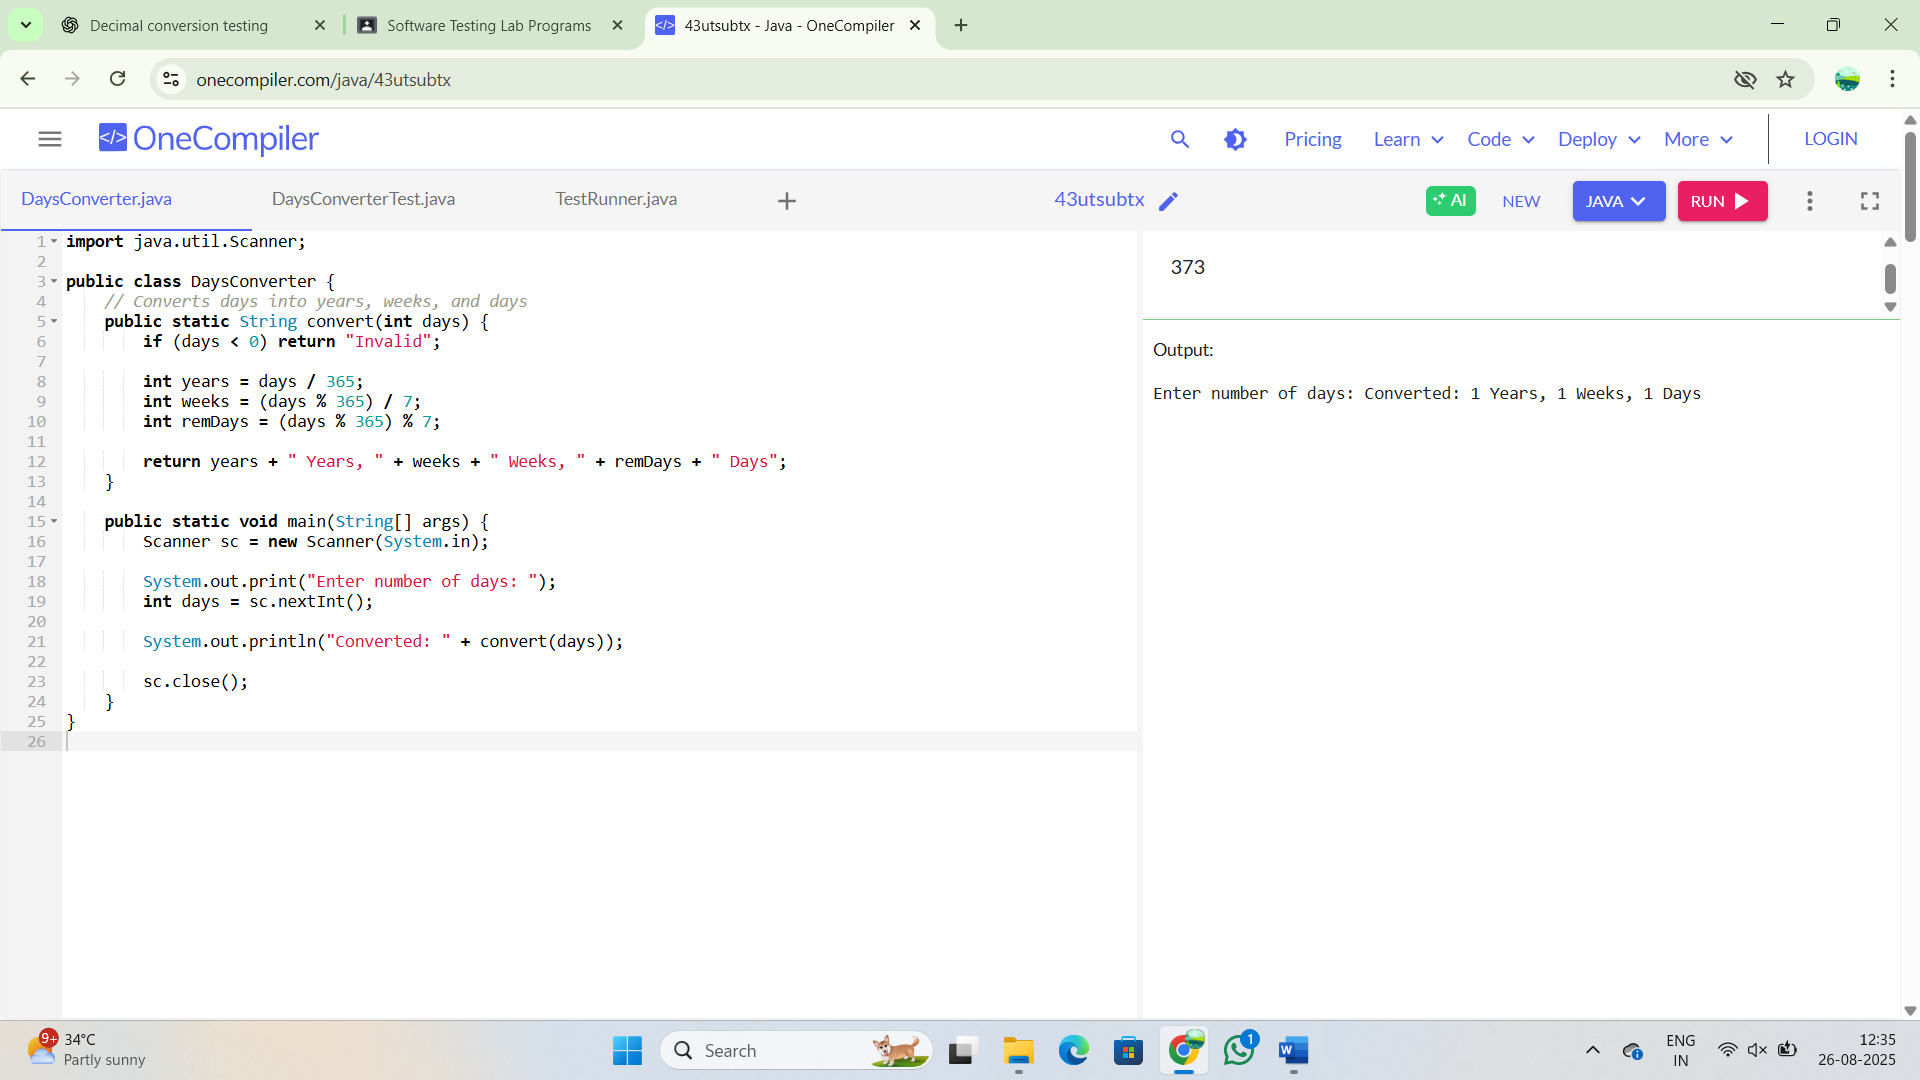 Decimal conversion testing
Software Testing Lab Programs
43utsubtx - Java - OneCompiler
onecompiler.com/java/43utsubtx
</> OneCompiler
Pricing
Learn
Code
Deploy
More
LOGIN
DaysConverter.java
DaysConverterTest.java
TestRunner.java
43utsubtx
AI
NEW
JAVA
RUN
1 import java.util.Scanner;
2
3 public class DaysConverter {
4 // Converts days into years, weeks, and days
5 public static String convert(int days) {
6 if (days < 0) return "Invalid";
7
8 int years = days / 365;
9 int weeks = (days % 365) / 7;
10 int remDays = (days % 365) % 7;
11
12 return years + " Years, " + weeks + " Weeks, " + remDays + " Days";
13 }
14
15 public static void main(String[] args) {
16 Scanner sc = new Scanner(System.in);
17
18 System.out.print("Enter number of days: ");
19 int days = sc.nextInt();
20
21 System.out.println("Converted: " + convert(days));
22
23 sc.close();
24 }
25 }
26
373
Output:
Enter number of days: Converted: 1 Years, 1 Weeks, 1 Days
9+
34°C
Partly sunny
Search
1
W
ENG
IN
12:35
26-08-2025